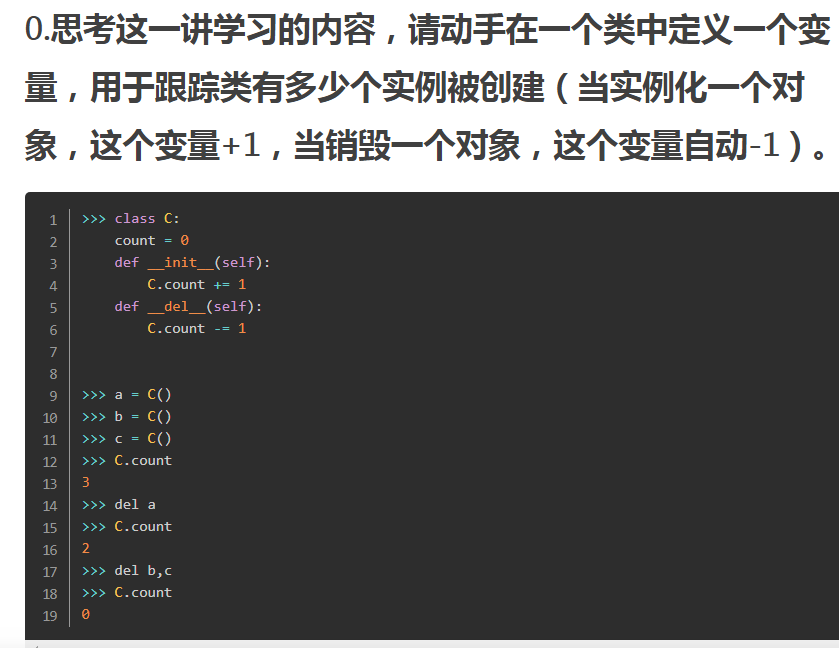 0.思考这一讲学习的内容，请动手在一个类中定义一个变
量，用于跟踪类有多少个实例被创建（当实例化一个对
象，这个变量+1，当销毁一个对象，这个变量自动-1）。
1 >>> class C:
2     count = 0
3     def __init__(self):
4         C.count += 1
5     def __del__(self):
6         C.count -= 1
7
8
9 >>> a = C()
10 >>> b = C()
11 >>> c = C()
12 >>> C.count
13 3
14 >>> del a
15 >>> C.count
16 2
17 >>> del b,c
18 >>> C.count
19 0